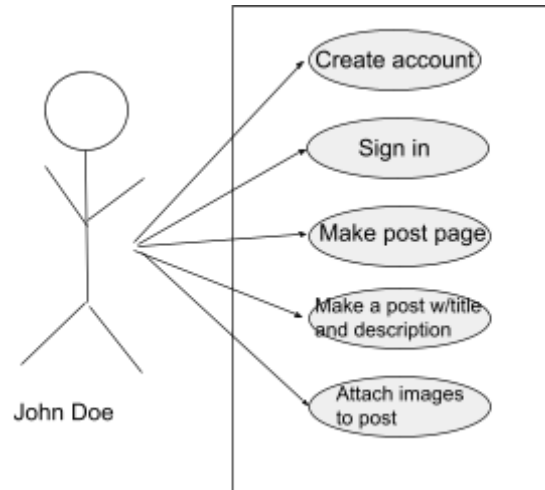 Create account
Sign in
Make post page
Make a post w/title
and description
Attach images
to post
John Doe